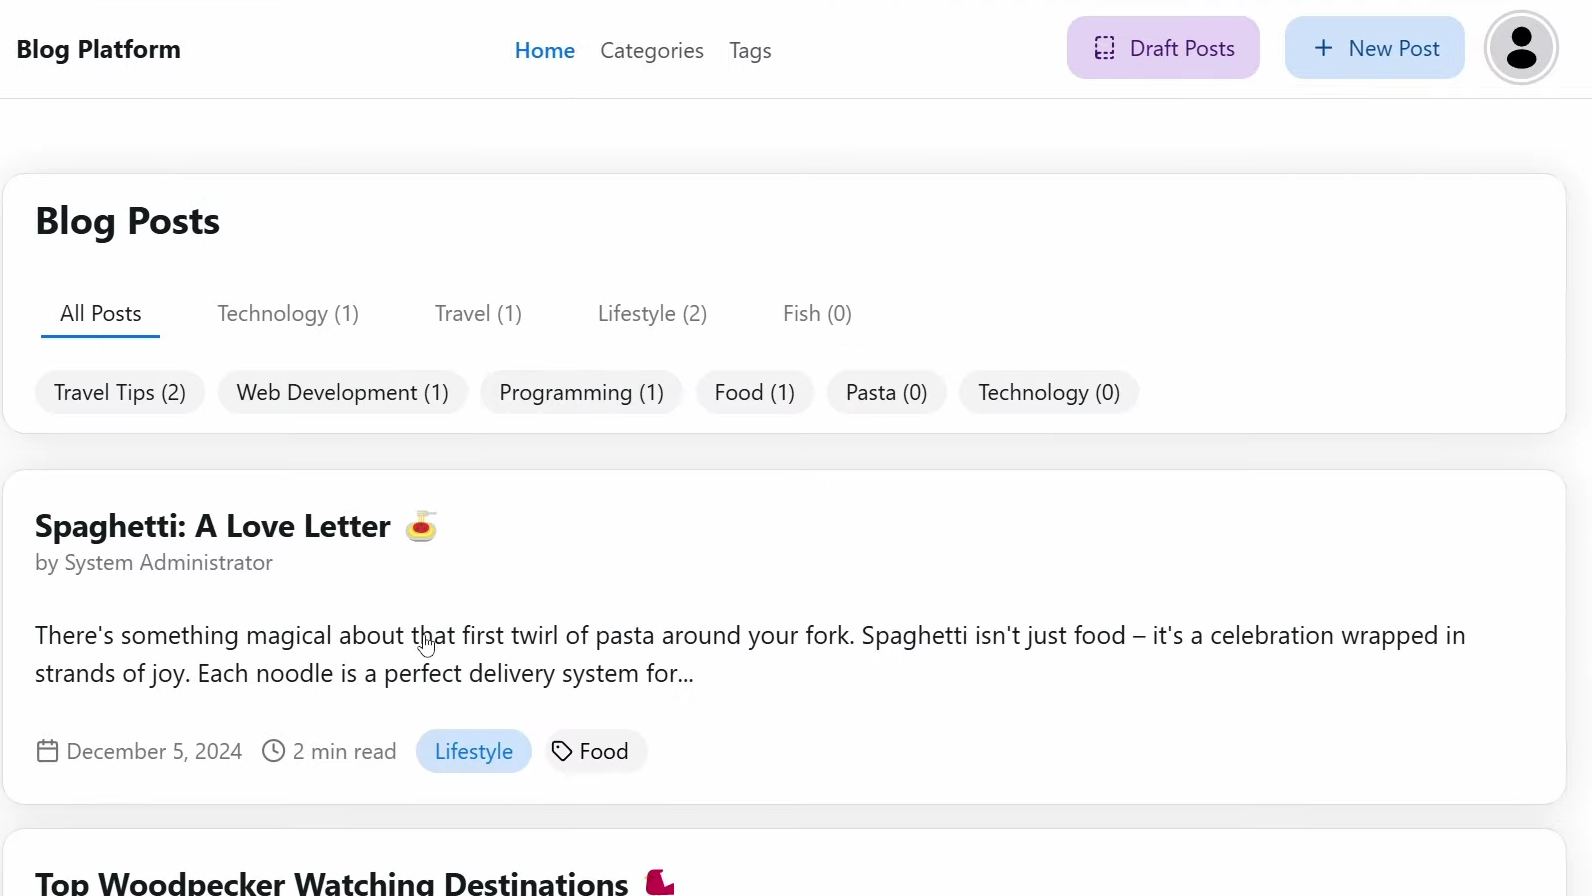 Blog Platform
Home Categories Tags
Draft Posts
+ New Post
Blog Posts
All Posts Technology (1) Travel (1) Lifestyle (2) Fish (0)
Travel Tips (2) Web Development (1) Programming (1) Food (1) Pasta (0) Technology (0)
Spaghetti: A Love Letter 🍝
by System Administrator
There's something magical about that first twirl of pasta around your fork. Spaghetti isn't just food – it's a celebration wrapped in
strands of joy. Each noodle is a perfect delivery system for...
December 5, 2024 2 min read Lifestyle Food
Top Woodpecker Watching Destinations